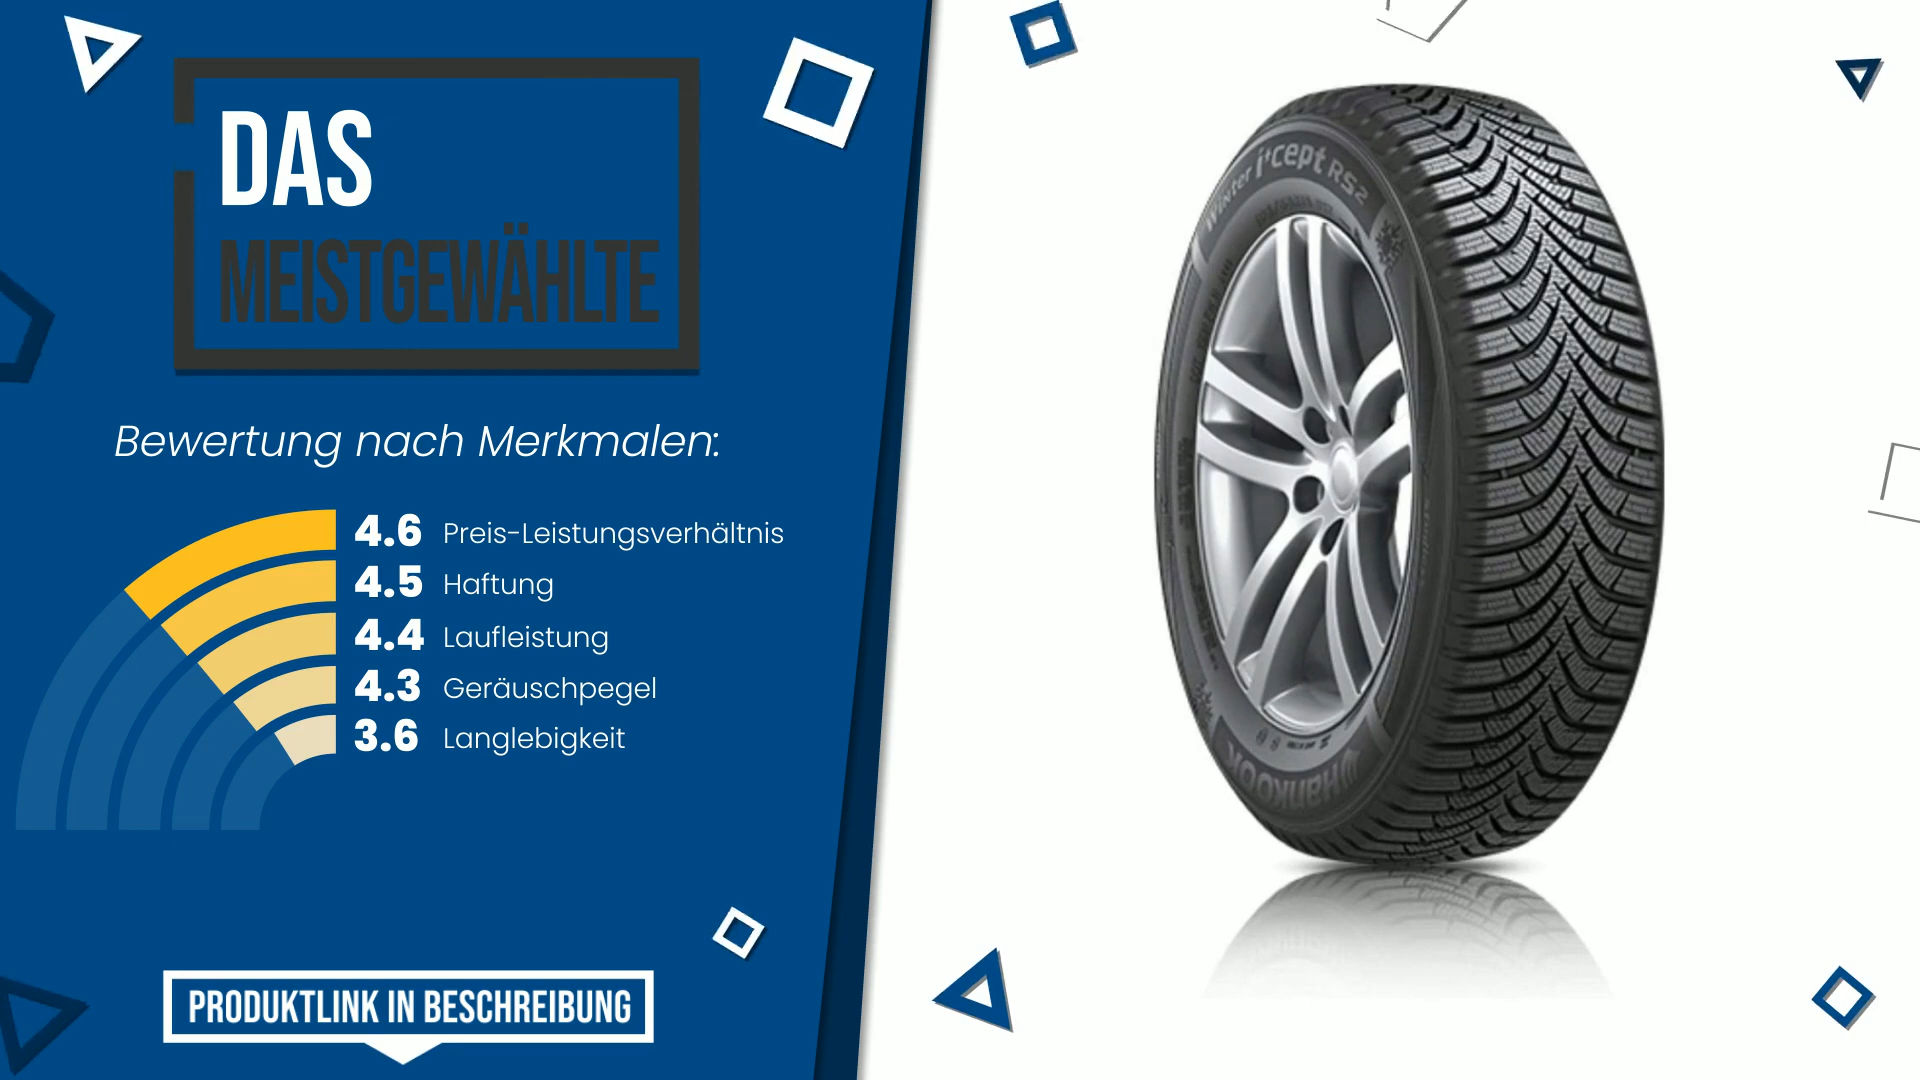 DAS
MEISTGEWÄHLTE
Bewertung nach Merkmalen:
4.6 Preis-Leistungsverhältnis
4.5 Haftung
4.4 Laufleistung
4.3 Geräuschpegel
3.6 Langlebigkeit
PRODUKTLINK IN BESCHREIBUNG
Winter i*cept RS2
HANKOOK